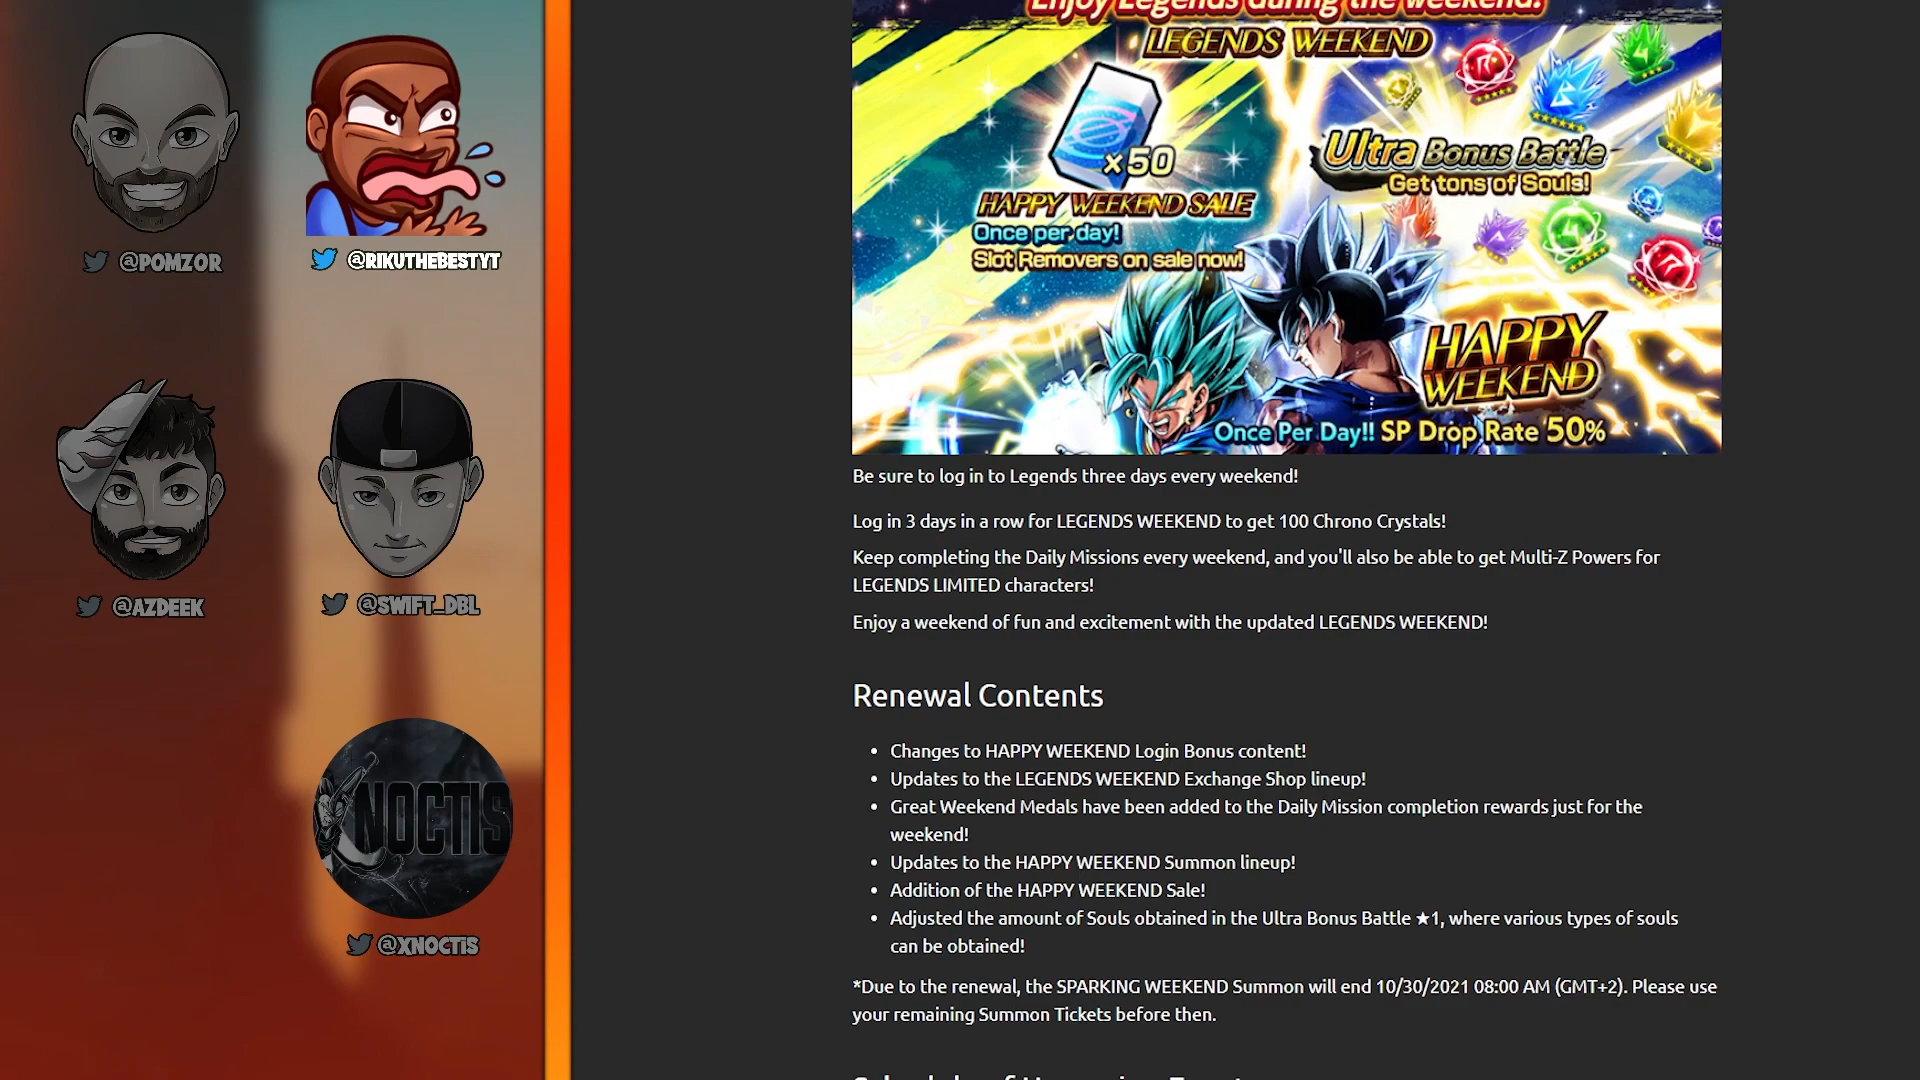 Enjoy Legends during the weekend!
LEGENDS WEEKEND
×50
HAPPY WEEKEND SALE
Once per day!
Slot Removers on sale now!
Ultra Bonus Battle
Get tons of Souls!
HAPPY
WEEKEND
Once Per Day!! SP Drop Rate 50%
@POMZOR
@RIKUTHEBESTYT
@AZDEEK
@SWIFT_DBL
NOCTIS
@XNOCTIS
Be sure to log in to Legends three days every weekend!
Log in 3 days in a row for LEGENDS WEEKEND to get 100 Chrono Crystals!
Keep completing the Daily Missions every weekend, and you'll also be able to get Multi-Z Powers for
LEGENDS LIMITED characters!
Enjoy a weekend of fun and excitement with the updated LEGENDS WEEKEND!
Renewal Contents
• Changes to HAPPY WEEKEND Login Bonus content!
• Updates to the LEGENDS WEEKEND Exchange Shop lineup!
• Great Weekend Medals have been added to the Daily Mission completion rewards just for the
weekend!
• Updates to the HAPPY WEEKEND Summon lineup!
• Addition of the HAPPY WEEKEND Sale!
• Adjusted the amount of Souls obtained in the Ultra Bonus Battle ★1, where various types of souls
can be obtained!
*Due to the renewal, the SPARKING WEEKEND Summon will end 10/30/2021 08:00 AM (GMT+2). Please use
your remaining Summon Tickets before then.